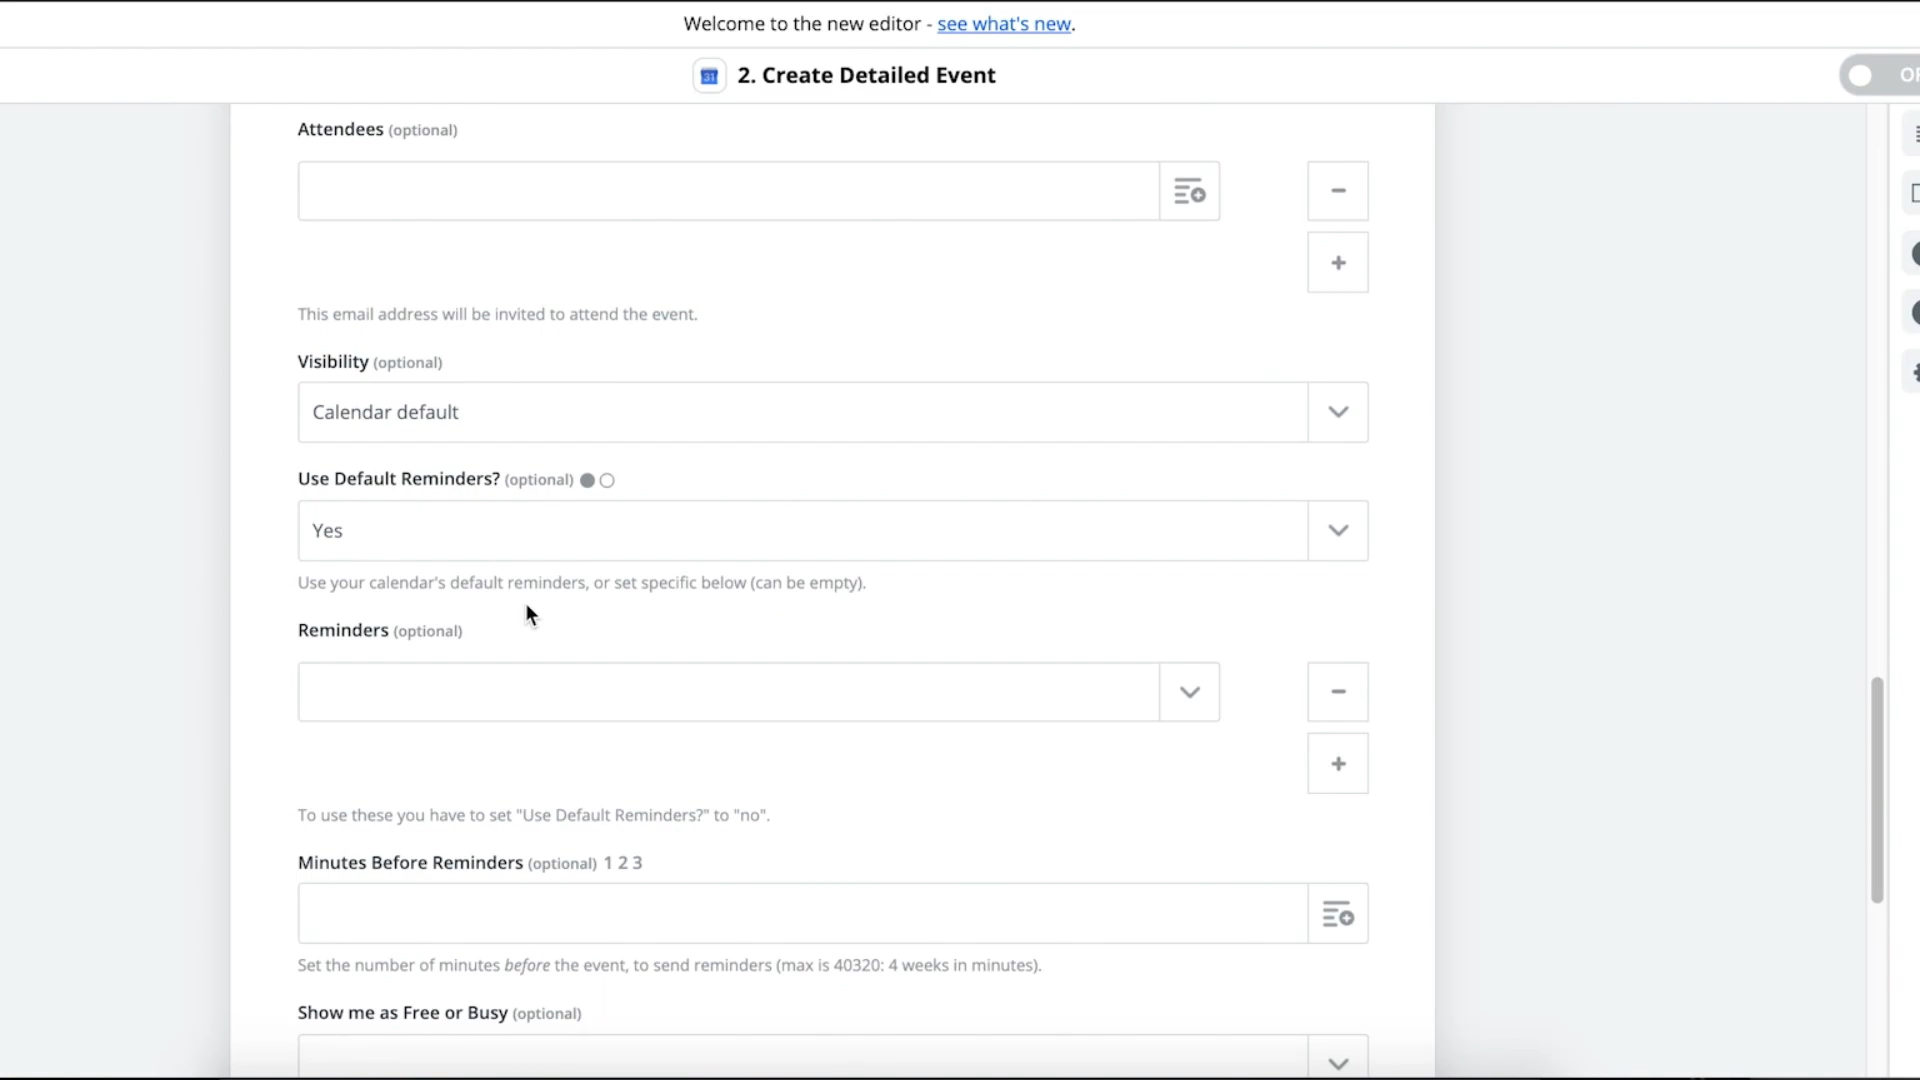 Welcome to the new editor - see what's new.
31
2. Create Detailed Event
Attendees (optional)
This email address will be invited to attend the event.
Visibility (optional)
Calendar default
Use Default Reminders? (optional)
Yes
Use your calendar's default reminders, or set specific below (can be empty).
Reminders (optional)
To use these you have to set "Use Default Reminders?" to "no".
Minutes Before Reminders (optional) 1 2 3
Set the number of minutes before the event, to send reminders (max is 40320: 4 weeks in minutes).
Show me as Free or Busy (optional)